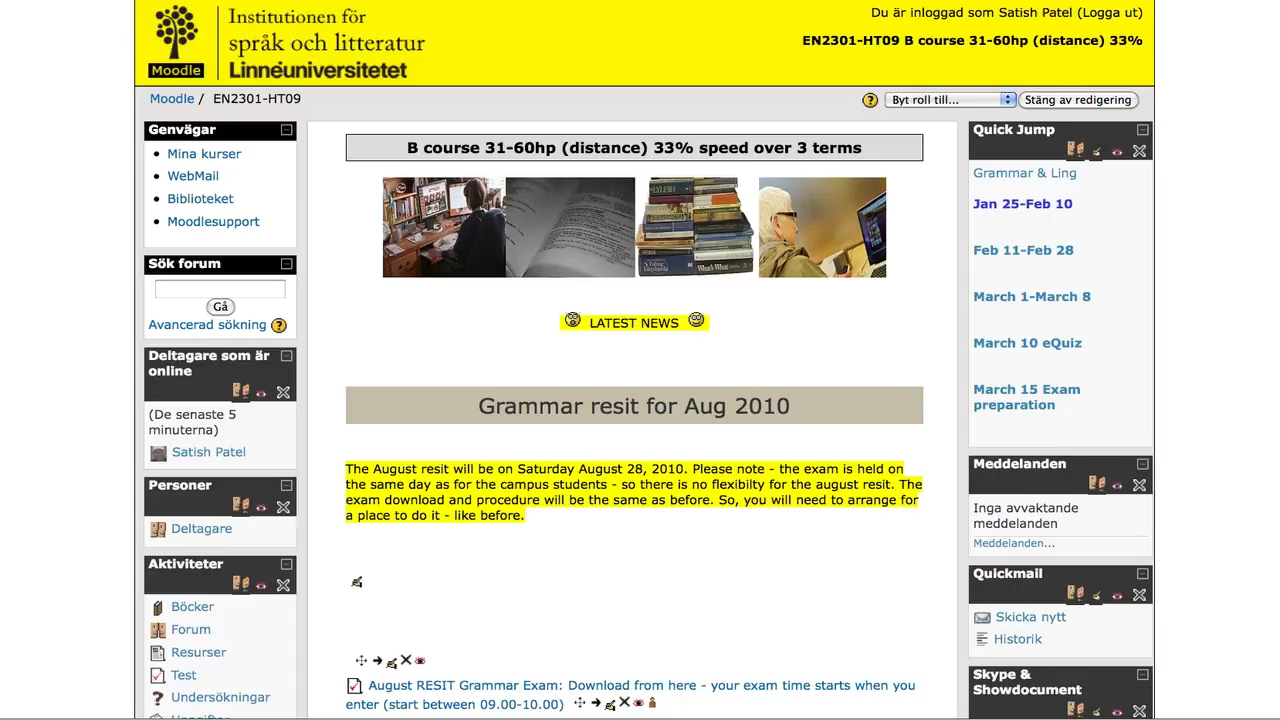 Institutionen för
språk och litteratur
Linnéuniversitetet
Moodle
Du är inloggad som Satish Patel (Logga ut)
EN2301-HT09 B course 31-60hp (distance) 33%
Moodle / EN2301-HT09
Byt roll till...
Stäng av redigering
Genvägar
Mina kurser
WebMail
Biblioteket
Moodlesupport
Sök forum
Gå
Avancerad sökning
Deltagare som är
online
(De senaste 5
minuterna)
Satish Patel
Personer
Deltagare
Aktiviteter
Böcker
Forum
Resurser
Test
Undersökningar
B course 31-60hp (distance) 33% speed over 3 terms
LATEST NEWS
Grammar resit for Aug 2010
The August resit will be on Saturday August 28, 2010. Please note - the exam is held on
the same day as for the campus students - so there is no flexibilty for the august resit. The
exam download and procedure will be the same as before. So, you will need to arrange for
a place to do it - like before.
August RESIT Grammar Exam: Download from here - your exam time starts when you
enter (start between 09.00-10.00)
Quick Jump
Grammar & Ling
Jan 25-Feb 10
Feb 11-Feb 28
March 1-March 8
March 10 eQuiz
March 15 Exam
preparation
Meddelanden
Inga avvaktande
meddelanden
Meddelanden...
Quickmail
Skicka nytt
Historik
Skype &
Showdocument